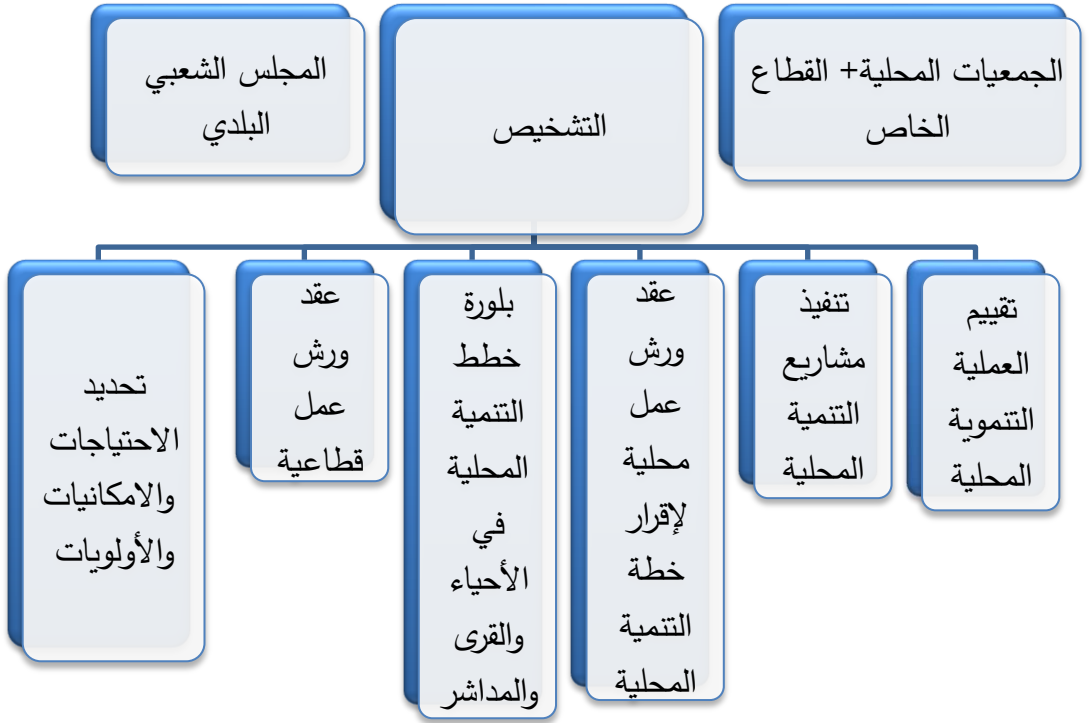 الجمعيات المحلية+ القطاع
الخاص
التشخيص
المجلس الشعبي
البلدي
تقييم
العملية
التنموية
المحلية
تنفيذ
مشاريع
التنمية
المحلية
عقد
ورش
عمل
محلية
لإقرار
خطة
التنمية
المحلية
بلورة
خطط
التنمية
المحلية
في
الأحياء
والقرى
والمداشر
عقد
ورش
عمل
قطاعية
تحديد
الاحتياجات
والامكانيات
والأولويات